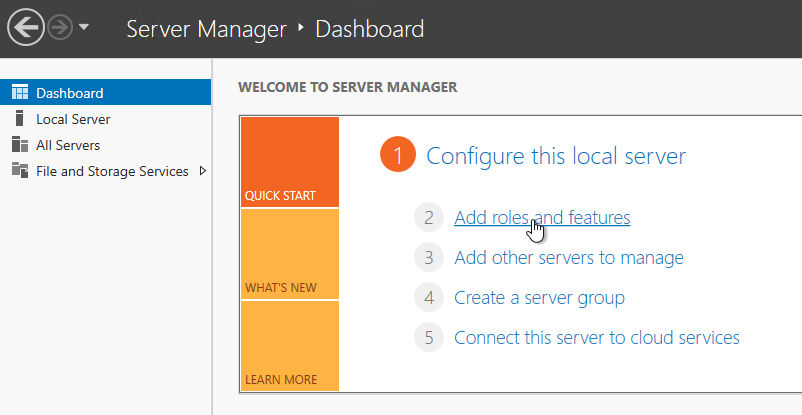 Server Manager ‣ Dashboard
Dashboard
Local Server
All Servers
File and Storage Services
WELCOME TO SERVER MANAGER
QUICK START
WHAT'S NEW
LEARN MORE
1 Configure this local server
2 Add roles and features
3 Add other servers to manage
4 Create a server group
5 Connect this server to cloud services